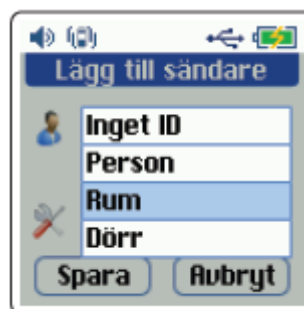 Lägg till sändare
Inget ID
Person
Rum
Dörr
Spara Avbryt